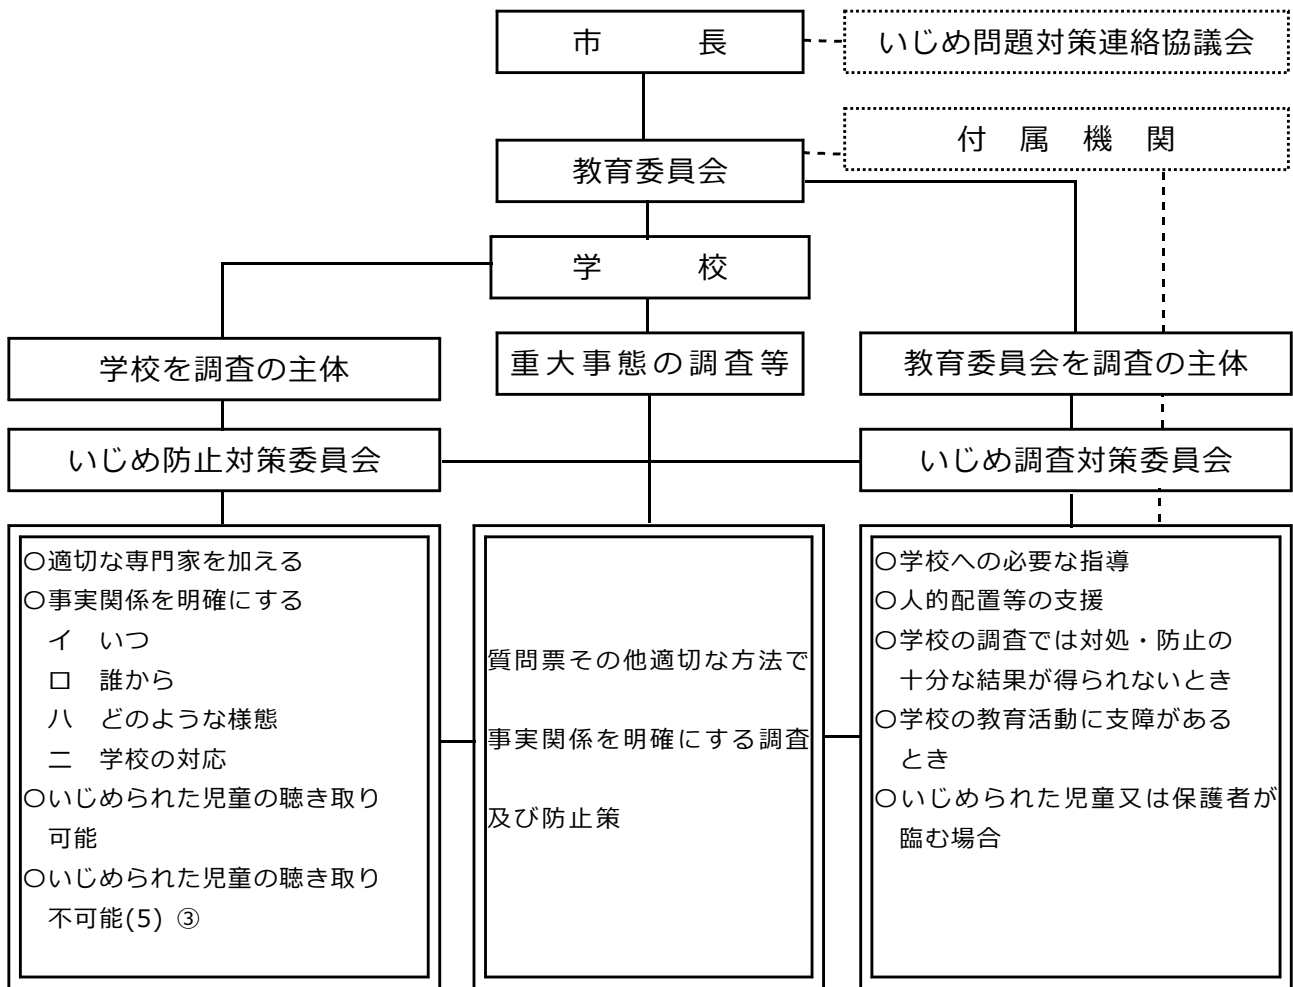 市　　　長
いじめ問題対策連絡協議会
付　属　機　関
教育委員会
学　　　校
学校を調査の主体
重大事態の調査等
教育委員会を調査の主体
いじめ防止対策委員会
いじめ調査対策委員会
〇適切な専門家を加える
〇事実関係を明確にする
イ　いつ
ロ　誰から
ハ　どのような様態
ニ　学校の対応
〇いじめられた児童の聴き取り
可能
〇いじめられた児童の聴き取り
不可能(5) ③
質問票その他適切な方法で
事実関係を明確にする調査
及び防止策
〇学校への必要な指導
〇人的配置等の支援
〇学校の調査では対処・防止の
十分な結果が得られないとき
〇学校の教育活動に支障がある
とき
〇いじめられた児童又は保護者が
臨む場合